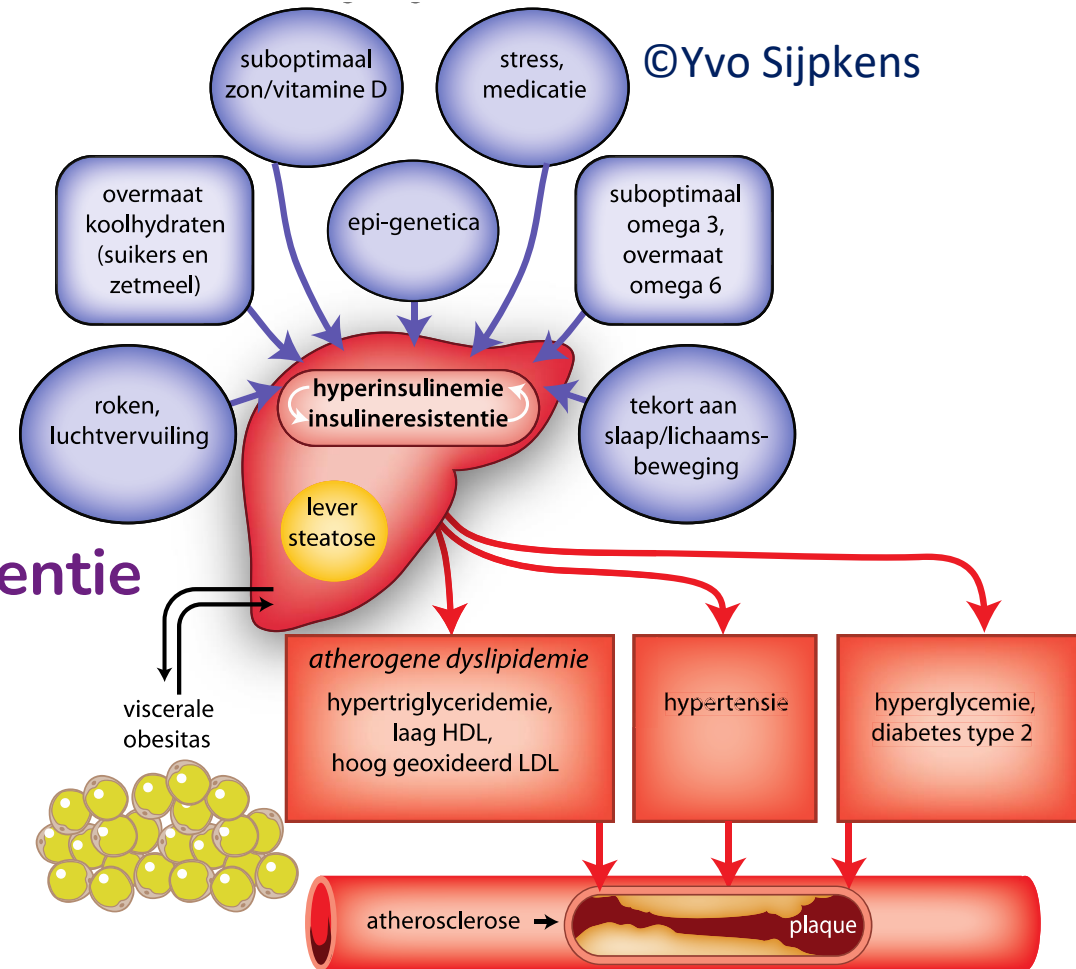 ©Yvo Sijpkens
suboptimaal
zon/vitamine D
stress,
medicatie
overmaat
koolhydraten
(suikers en
zetmeel)
epi-genetica
suboptimaal
omega 3,
overmaat
omega 6
roken,
luchtvervuiling
hyperinsulinemie
insulineresistentie
tekort aan
slaap/lichaams-
beweging
lever
steatose
entie
viscerale
obesitas
atherogene dyslipidemie
hypertriglyceridemie,
laag HDL,
hoog geoxideerd LDL
hypertensie
hyperglycemie,
diabetes type 2
atherosclerose
plaque